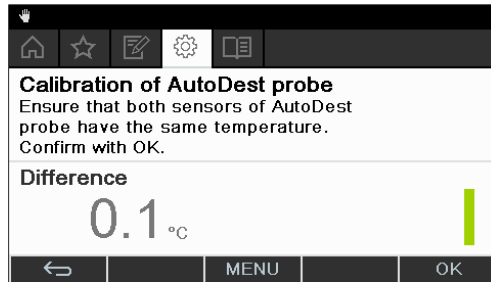 Calibration of AutoDest probe
Ensure that both sensors of AutoDest
probe have the same temperature.
Confirm with OK.
Difference
0.1 °C
MENU
OK